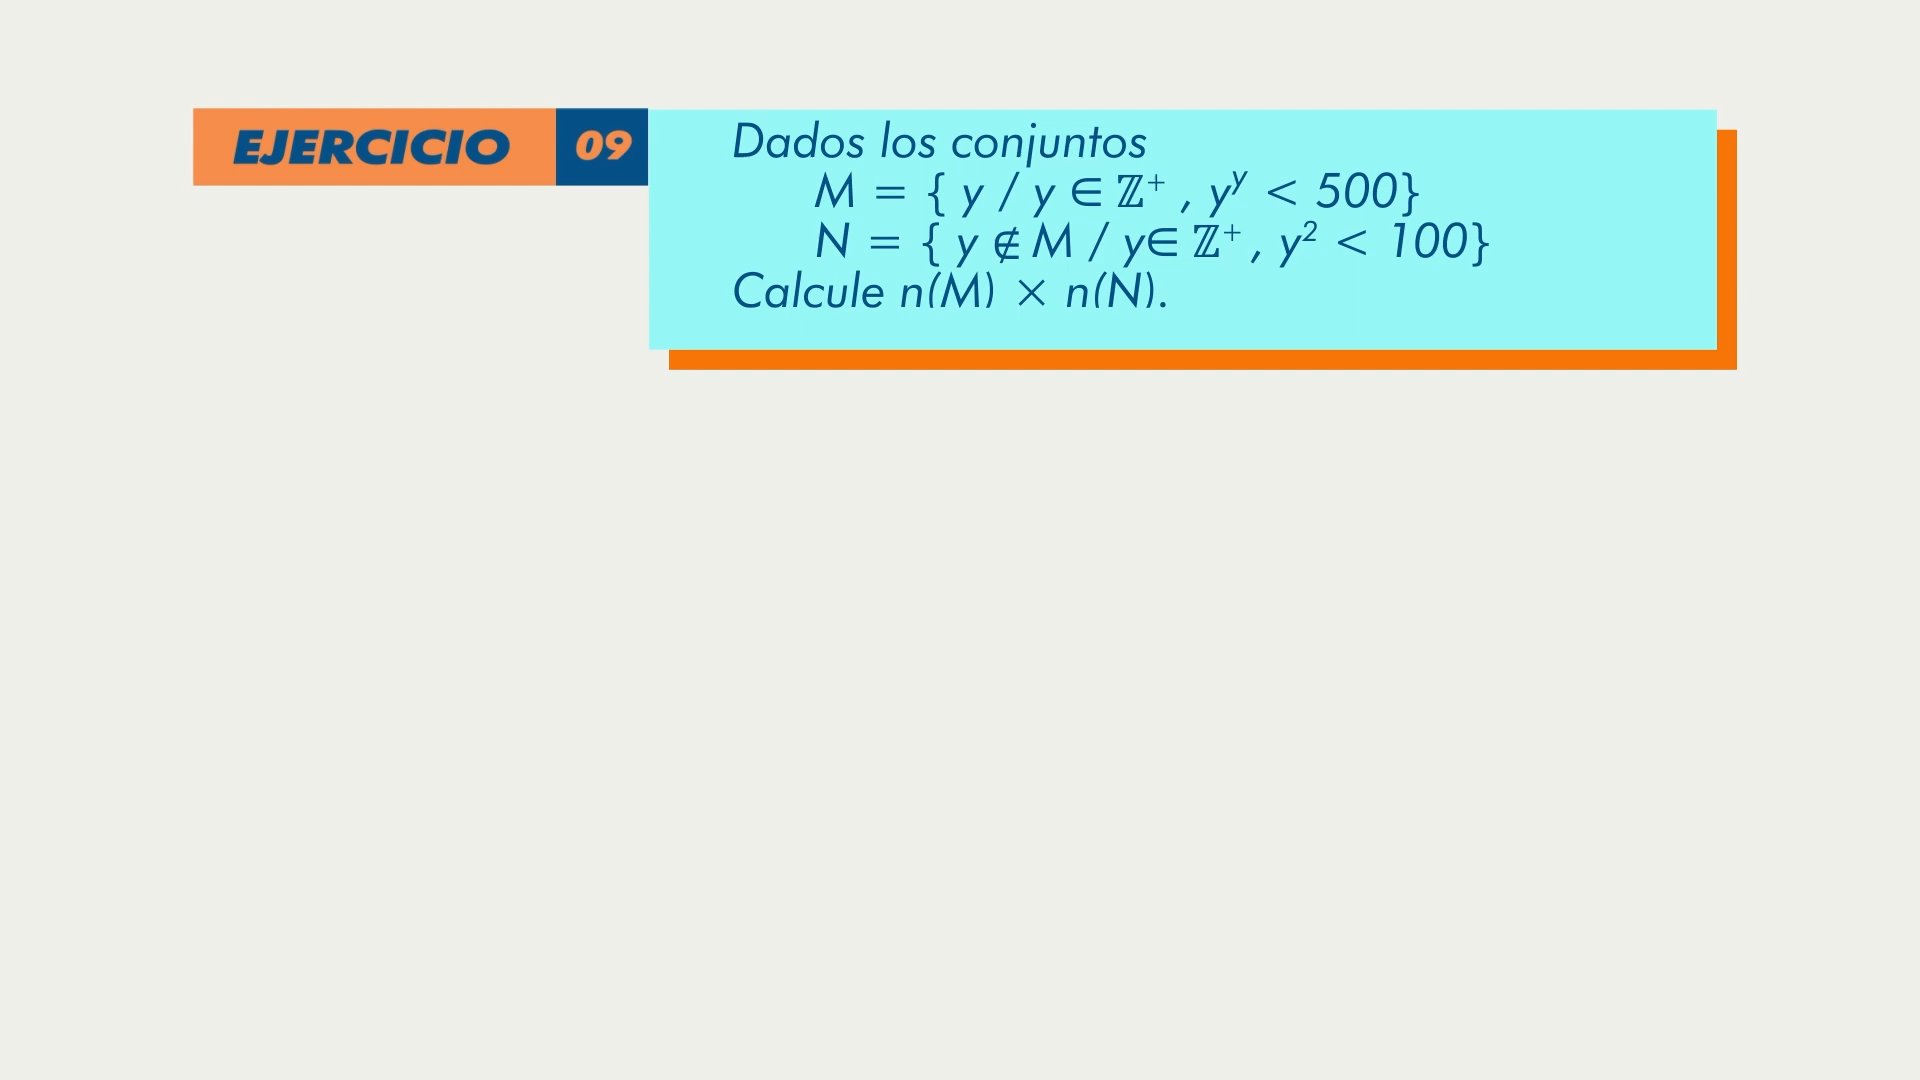 EJERCICIO 09
Dados los conjuntos
M = { y / y ∈ ℤ⁺ , yʸ < 500}
N = { y ∉ M / y∈ ℤ⁺ , y² < 100}
Calcule n(M) × n(N).